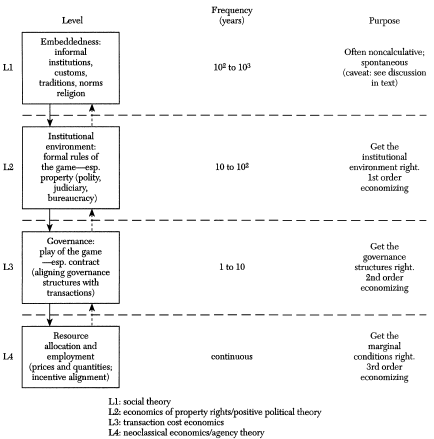 Level
Frequency
(years)
Purpose
L1
Embeddedness:
informal
institutions,
customs,
traditions, norms
religion
10² to 10³
Often noncalculative;
spontaneous
(caveat: see discussion
in text)
L2
Institutional
environment:
formal rules of
the game—esp.
property (polity,
judiciary,
bureaucracy)
10 to 10²
Get the
institutional
environment right.
1st order
economizing
L3
Governance:
play of the game
—esp. contract
(aligning governance
structures with
transactions)
1 to 10
Get the
governance
structures right.
2nd order
economizing
L4
Resource
allocation and
employment
(prices and quantities;
incentive alignment)
continuous
Get the
marginal
conditions right.
3rd order
economizing
L1: social theory
L2: economics of property rights/positive political theory
L3: transaction cost economics
L4: neoclassical economics/agency theory